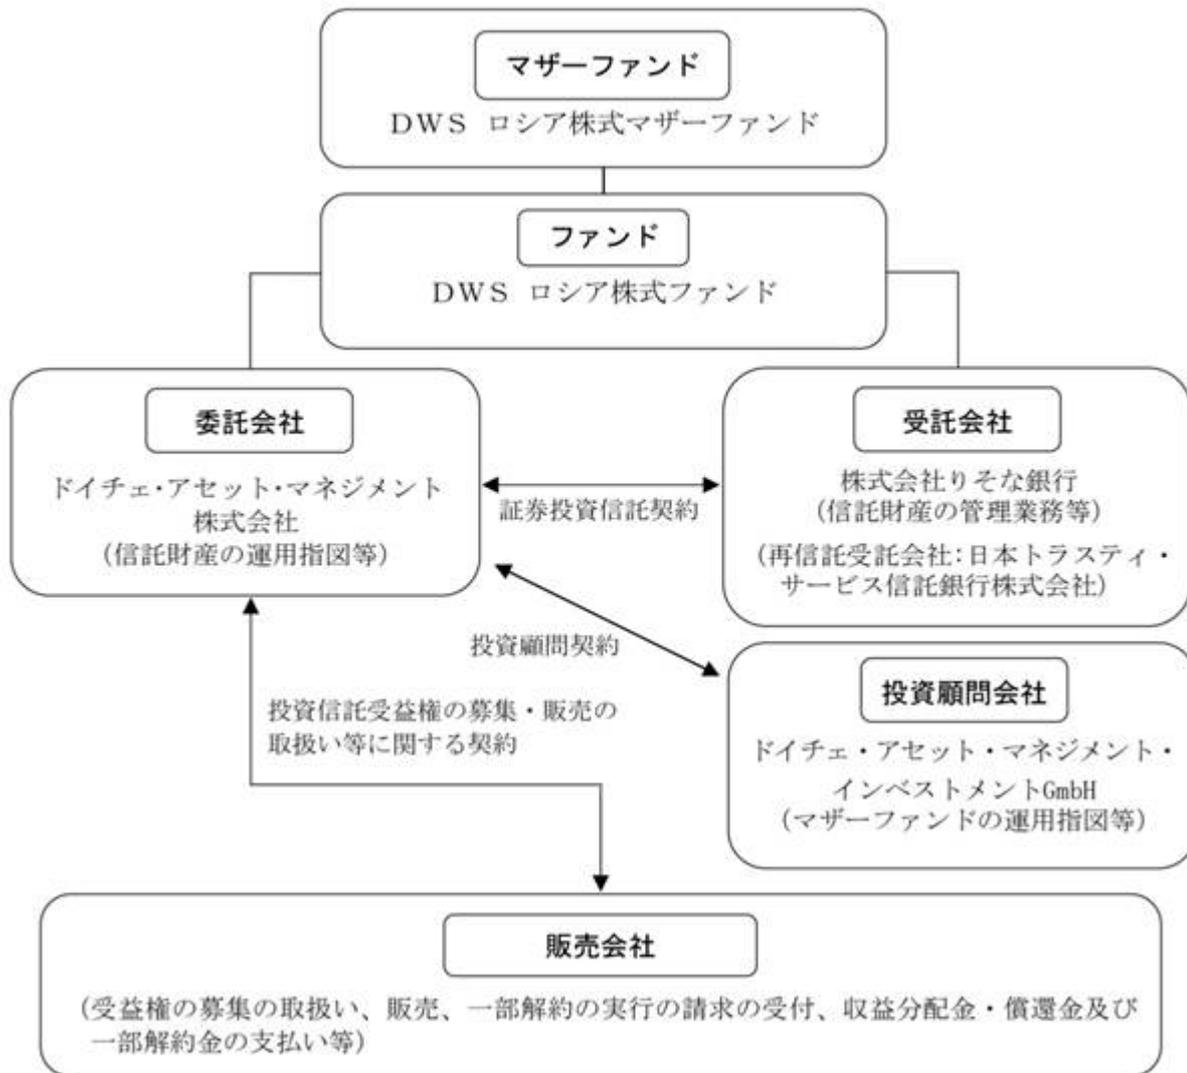 マザーファンド
DWS ロシア株式マザーファンド
ファンド
DWS ロシア株式ファンド
委託会社
ドイチェ・アセット・マネジメント
株式会社
(信託財産の運用指図等)
証券投資信託契約
受託会社
株式会社りそな銀行
(信託財産の管理業務等)
(再信託受託会社:日本トラスティ・
サービス信託銀行株式会社)
投資顧問契約
投資顧問会社
ドイチェ・アセット・マネジメント・
インベストメントGmbH
(マザーファンドの運用指図等)
投資信託受益権の募集・販売の
取扱い等に関する契約
販売会社
(受益権の募集の取扱い、販売、一部解約の実行の請求の受付、収益分配金・償還金及び
一部解約金の支払い等)